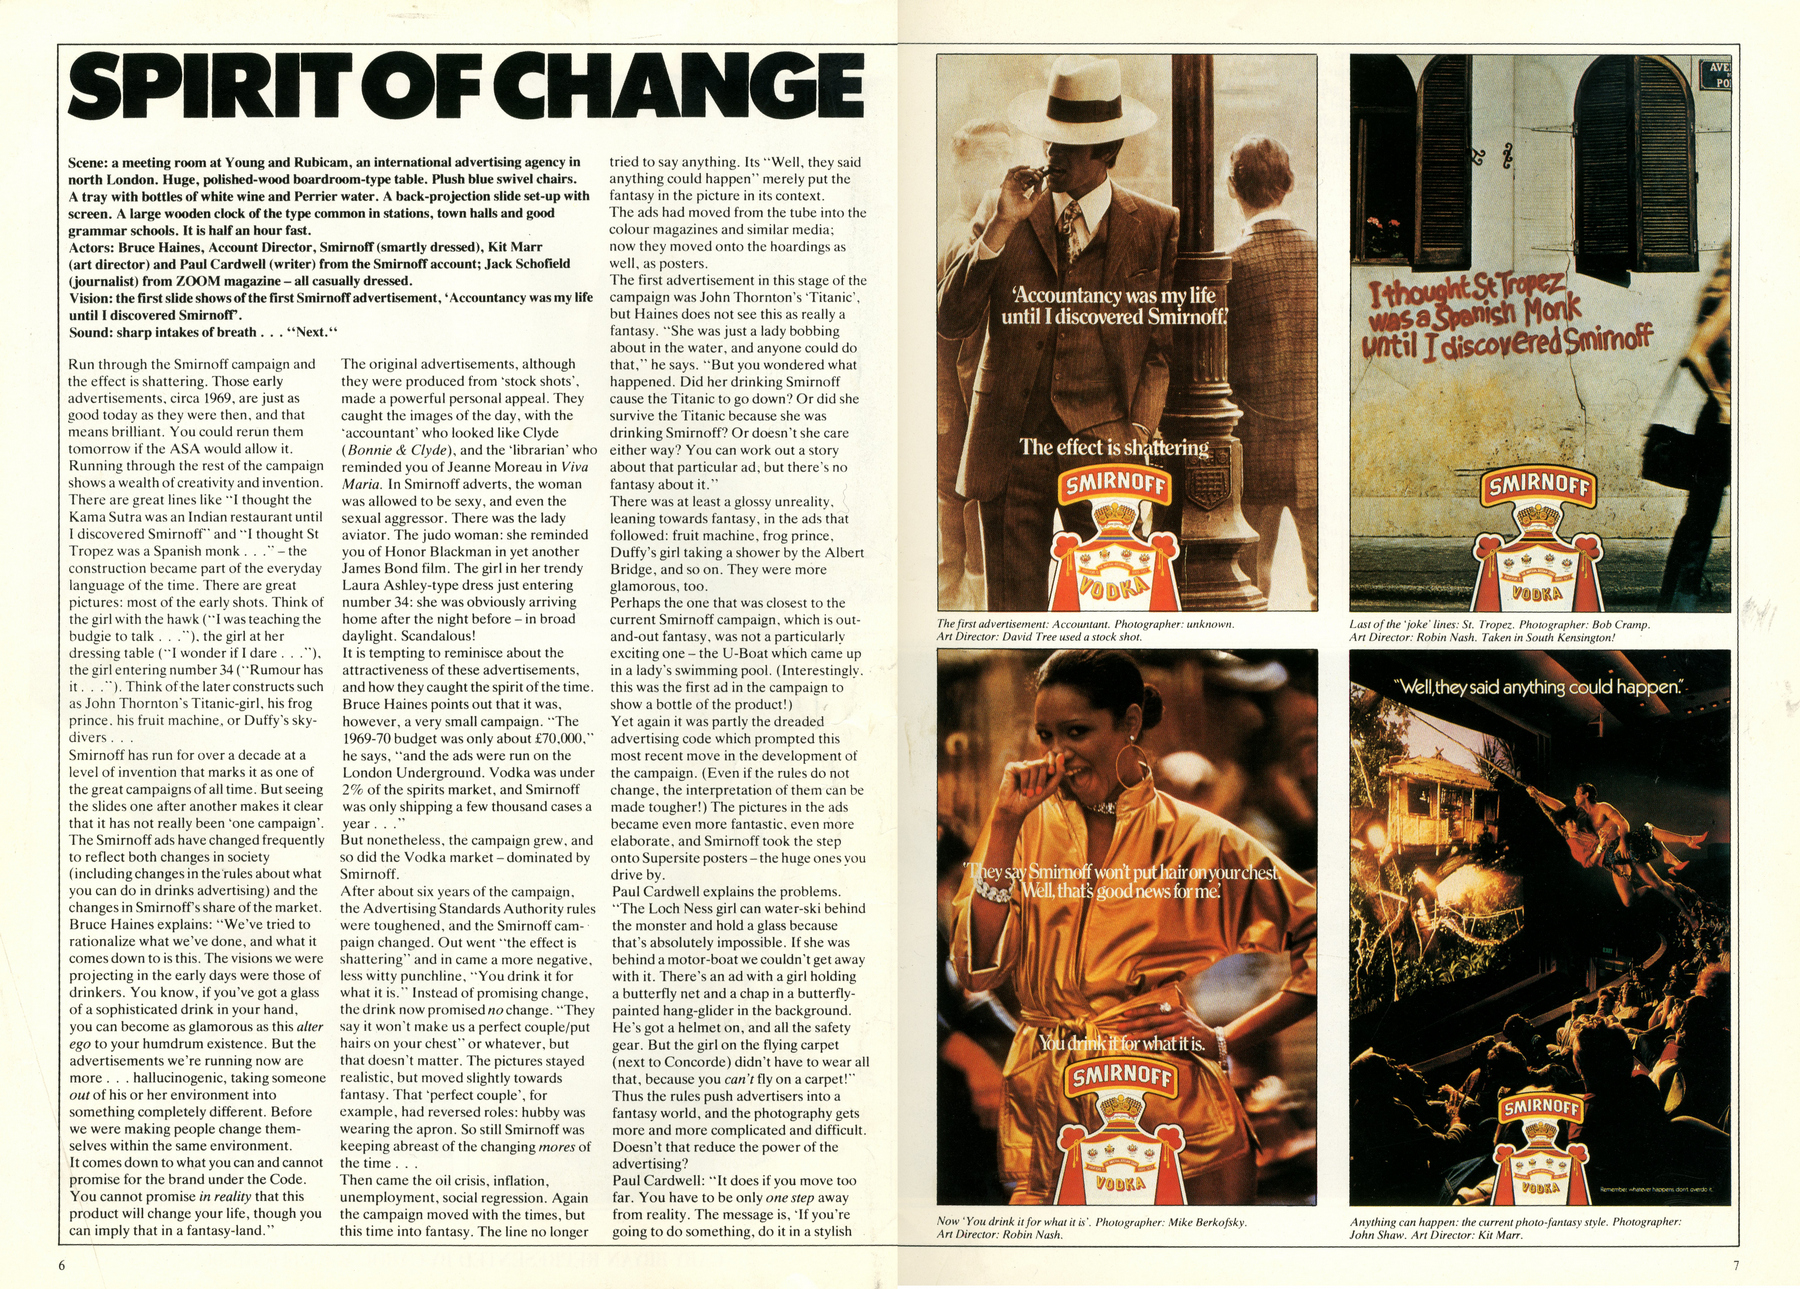 SPIRIT OF CHANGE
Scene: a meeting room at Young and Rubicam, an international advertising agency in
north London. Huge, polished-wood boardroom-type table. Plush blue swivel chairs.
A tray with bottles of white wine and Perrier water. A back-projection slide set-up with
screen. A large wooden clock of the type common in stations, town halls and good
grammar schools. It is half an hour fast.
Actors: Bruce Haines, Account Director, Smirnoff (smartly dressed), Kit Marr
(art director) and Paul Cardwell (writer) from the Smirnoff account; Jack Schofield
(journalist) from ZOOM magazine – all casually dressed.
Vision: the first slide shows of the first Smirnoff advertisement, ‘Accountancy was my life
until I discovered Smirnoff’.
Sound: sharp intakes of breath . . . “Next.“
Run through the Smirnoff campaign and
the effect is shattering. Those early
advertisements, circa 1969, are just as
good today as they were then, and that
means brilliant. You could rerun them
tomorrow if the ASA would allow it.
Running through the rest of the campaign
shows a wealth of creativity and invention.
There are great lines like “I thought the
Kama Sutra was an Indian restaurant until
I discovered Smirnoff” and “I thought St
Tropez was a Spanish monk . . .” – the
construction became part of the everyday
language of the time. There are great
pictures: most of the early shots. Think of
the girl with the hawk (“I was teaching the
budgie to talk . . .”), the girl at her
dressing table (“I wonder if I dare . . .”),
the girl entering number 34 (“Rumour has
it . . .”). Think of the later constructs such
as John Thornton’s Titanic-girl, his frog
prince, his fruit machine, or Duffy’s sky-
divers . . .
Smirnoff has run for over a decade at a
level of invention that marks it as one of
the great campaigns of all time. But seeing
the slides one after another makes it clear
that it has not really been ‘one campaign’.
The Smirnoff ads have changed frequently
to reflect both changes in society
(including changes in the rules about what
you can do in drinks advertising) and the
changes in Smirnoff’s share of the market.
Bruce Haines explains: “We’ve tried to
rationalize what we’ve done, and what it
comes down to is this. The visions we were
projecting in the early days were those of
drinkers. You know, if you’ve got a glass
of a sophisticated drink in your hand,
you can become as glamorous as this alter
ego to your humdrum existence. But the
advertisements we’re running now are
more . . . hallucinogenic, taking someone
out of his or her environment into
something completely different. Before
we were making people change them-
selves within the same environment.
It comes down to what you can and cannot
promise for the brand under the Code.
You cannot promise in reality that this
product will change your life, though you
can imply that in a fantasy-land.”
The original advertisements, although
they were produced from ‘stock shots’,
made a powerful personal appeal. They
caught the images of the day, with the
‘accountant’ who looked like Clyde
(Bonnie & Clyde), and the ‘librarian’ who
reminded you of Jeanne Moreau in Viva
Maria. In Smirnoff adverts, the woman
was allowed to be sexy, and even the
sexual aggressor. There was the lady
aviator. The judo woman: she reminded
you of Honor Blackman in yet another
James Bond film. The girl in her trendy
Laura Ashley-type dress just entering
number 34: she was obviously arriving
home after the night before – in broad
daylight. Scandalous!
It is tempting to reminisce about the
attractiveness of these advertisements,
and how they caught the spirit of the time.
Bruce Haines points out that it was,
however, a very small campaign. “The
1969-70 budget was only about £70,000,”
he says, “and the ads were run on the
London Underground. Vodka was under
2% of the spirits market, and Smirnoff
was only shipping a few thousand cases a
year . . .”
But nonetheless, the campaign grew, and
so did the Vodka market – dominated by
Smirnoff.
After about six years of the campaign,
the Advertising Standards Authority rules
were toughened, and the Smirnoff cam-
paign changed. Out went “the effect is
shattering” and in came a more negative,
less witty punchline, “You drink it for
what it is.” Instead of promising change,
the drink now promised no change. “They
say it won’t make us a perfect couple/put
hairs on your chest” or whatever, but
that doesn’t matter. The pictures stayed
realistic, but moved slightly towards
fantasy. That ‘perfect couple’, for
example, had reversed roles: hubby was
wearing the apron. So still Smirnoff was
keeping abreast of the changing mores of
the time . . .
Then came the oil crisis, inflation,
unemployment, social regression. Again
the campaign moved with the times, but
this time into fantasy. The line no longer
tried to say anything. Its “Well, they said
anything could happen” merely put the
fantasy in the picture in its context.
The ads had moved from the tube into the
colour magazines and similar media;
now they moved onto the hoardings as
well, as posters.
The first advertisement in this stage of the
campaign was John Thornton’s ‘Titanic’,
but Haines does not see this as really a
fantasy. “She was just a lady bobbing
about in the water, and anyone could do
that,” he says. “But you wondered what
happened. Did her drinking Smirnoff
cause the Titanic to go down? Or did she
survive the Titanic because she was
drinking Smirnoff? Or doesn’t she care
either way? You can work out a story
about that particular ad, but there’s no
fantasy about it.”
There was at least a glossy unreality,
leaning towards fantasy, in the ads that
followed: fruit machine, frog prince,
Duffy’s girl taking a shower by the Albert
Bridge, and so on. They were more
glamorous, too.
Perhaps the one that was closest to the
current Smirnoff campaign, which is out-
and-out fantasy, was not a particularly
exciting one – the U-Boat which came up
in a lady’s swimming pool. (Interestingly,
this was the first ad in the campaign to
show a bottle of the product!)
Yet again it was partly the dreaded
advertising code which prompted this
most recent move in the development of
the campaign. (Even if the rules do not
change, the interpretation of them can be
made tougher!) The pictures in the ads
became even more fantastic, even more
elaborate, and Smirnoff took the step
onto Supersite posters – the huge ones you
drive by.
Paul Cardwell explains the problems.
“The Loch Ness girl can water-ski behind
the monster and hold a glass because
that’s absolutely impossible. If she was
behind a motor-boat we couldn’t get away
with it. There’s an ad with a girl holding
a butterfly net and a chap in a butterfly-
painted hang-glider in the background.
He’s got a helmet on, and all the safety
gear. But the girl on the flying carpet
(next to Concorde) didn’t have to wear all
that, because you can’t fly on a carpet!”
Thus the rules push advertisers into a
fantasy world, and the photography gets
more and more complicated and difficult.
Doesn’t that reduce the power of the
advertising?
Paul Cardwell: “It does if you move too
far. You have to be only one step away
from reality. The message is, ‘If you’re
going to do something, do it in a stylish
6
‘Accountancy was my life
until I discovered Smirnoff.’
The effect is shattering
SMIRNOFF
VODKA
The first advertisement: Accountant. Photographer: unknown.
Art Director: David Tree used a stock shot.
AVE
PO
I thought St Tropez
was a Spanish Monk
until I discovered Smirnoff
SMIRNOFF
VODKA
Last of the ‘joke’ lines: St. Tropez. Photographer: Bob Cramp.
Art Director: Robin Nash. Taken in South Kensington!
‘They say Smirnoff won’t put hair on your chest.
Well, that’s good news for me.’
You drink it for what it is.
SMIRNOFF
VODKA
Now ‘You drink it for what it is’. Photographer: Mike Berkofsky.
Art Director: Robin Nash.
“Well, they said anything could happen.”
SMIRNOFF
VODKA
Remember, whatever happens don't overdo it.
Anything can happen: the current photo-fantasy style. Photographer:
John Shaw. Art Director: Kit Marr.
7